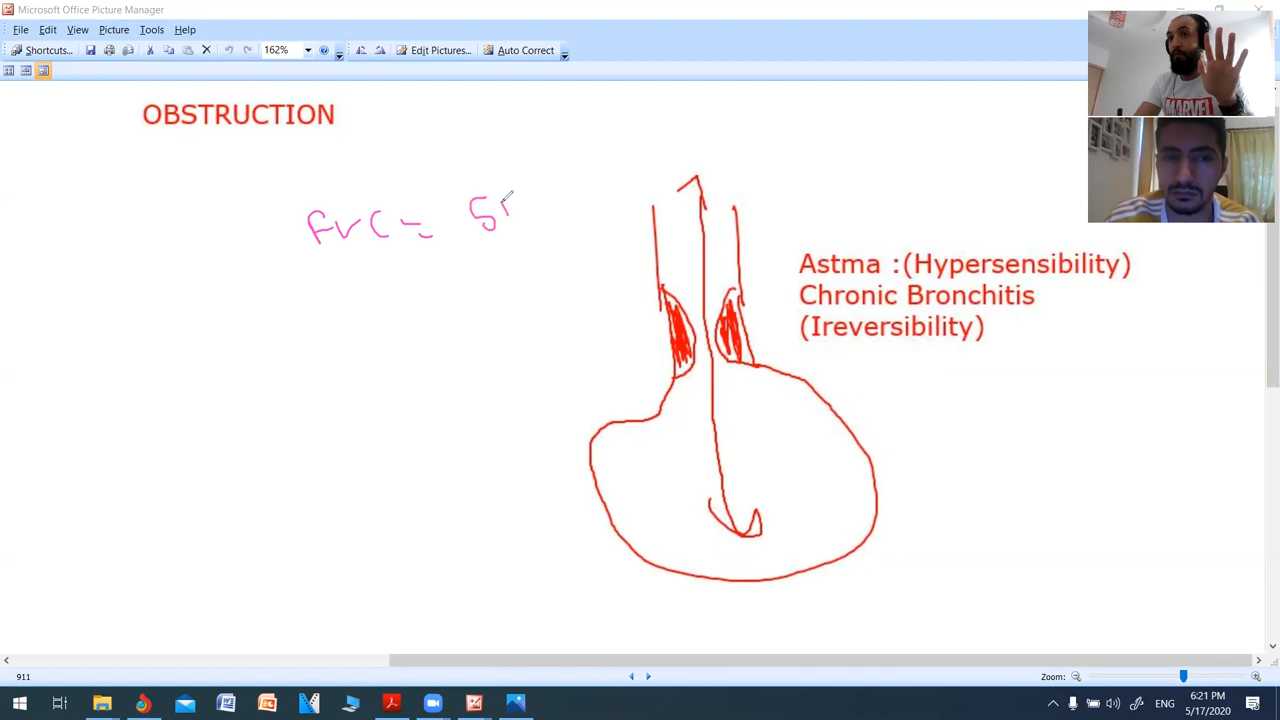 Microsoft Office Picture Manager
File Edit View Picture Tools Help
Shortcuts... 162% Edit Pictures... Auto Correct
OBSTRUCTION
FVC = 5
MARVEL
Astma :(Hypersensibility)
Chronic Bronchitis
(Ireversibility)
911
Zoom:
ENG
6:21 PM
5/17/2020